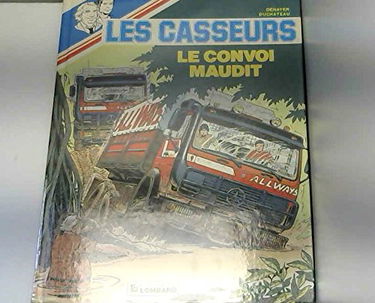 DENAYER
DUCHATEAU
LES CASSEURS
LE CONVOI
MAUDIT
ALLWAYS
LOMBARD